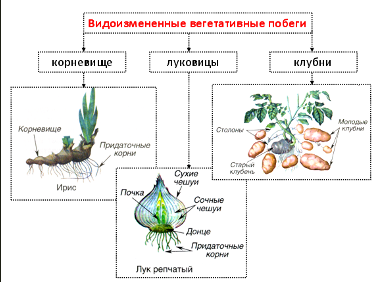 Видоизмененные вегетативные побеги
корневище
луковицы
клубни
Корневище
Придаточные
корни
Ирис
Сухие
чешуи
Почка
Сочные
чешуи
Донце
Придаточные
корни
Лук репчатый
Столоны
Молодые
клубни
Старый
клубень